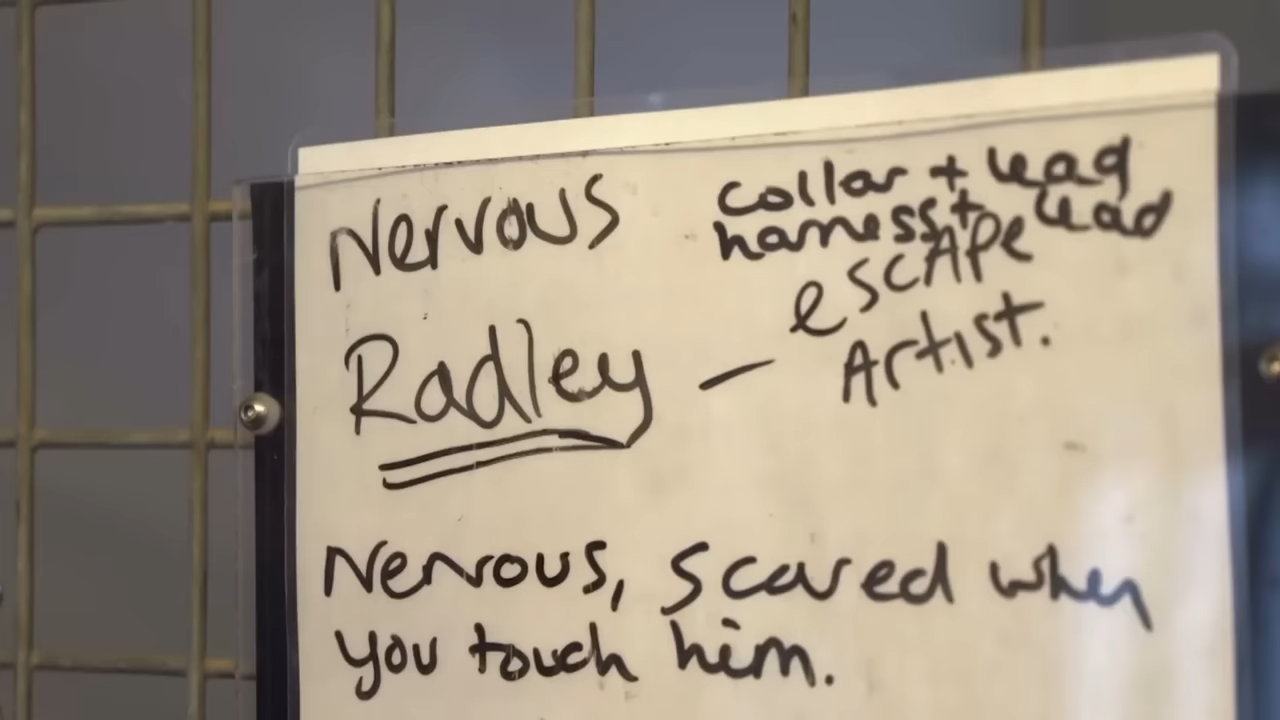 Nervous
collar + lead
harness + lead
Radley - escApe
Artist.
Nervous, scared when
you touch him.